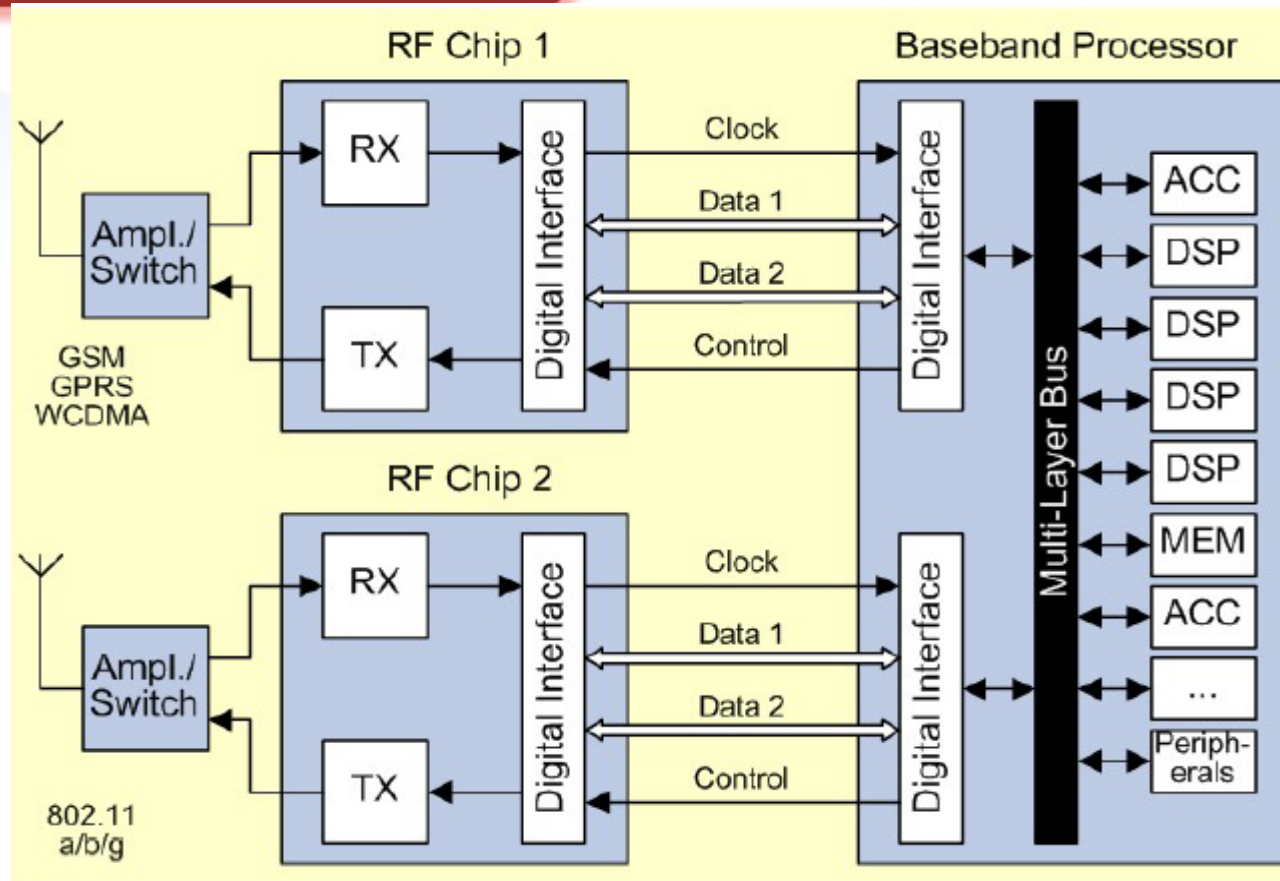 RF Chip 1
Baseband Processor
RX
TX
Digital Interface
Ampl./
Switch
GSM
GPRS
WCDMA
Clock
Data 1
Data 2
Control
Digital Interface
RF Chip 2
RX
TX
Digital Interface
Ampl./
Switch
802.11
a/b/g
Clock
Data 1
Data 2
Control
Digital Interface
Multi-Layer Bus
ACC
DSP
DSP
DSP
DSP
MEM
ACC
...
Periph-
erals